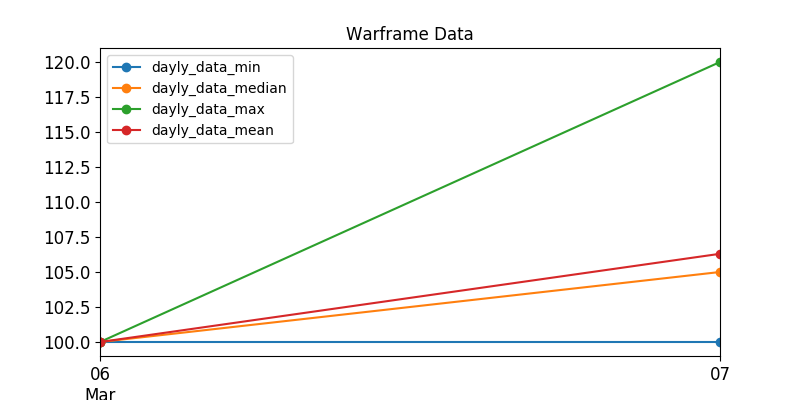 Warframe Data
dayly_data_min
dayly_data_median
dayly_data_max
dayly_data_mean
120.0
117.5
115.0
112.5
110.0
107.5
105.0
102.5
100.0
06
07
Mar